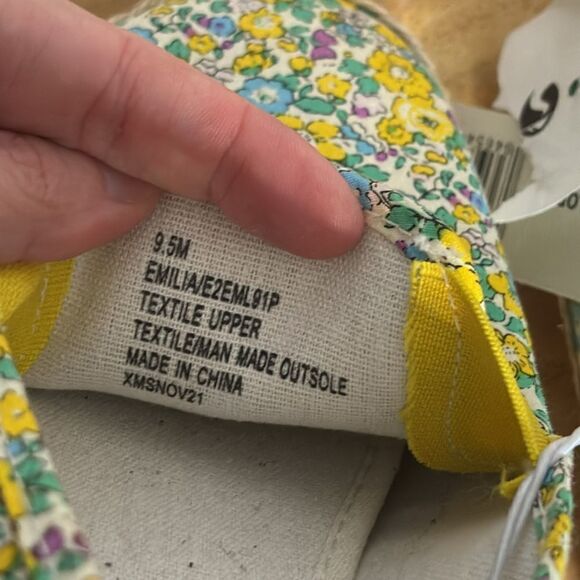 9.5M
EMILIA/E2EML91P
TEXTILE UPPER
TEXTILE/MAN MADE OUTSOLE
MADE IN CHINA
XMSNOV21